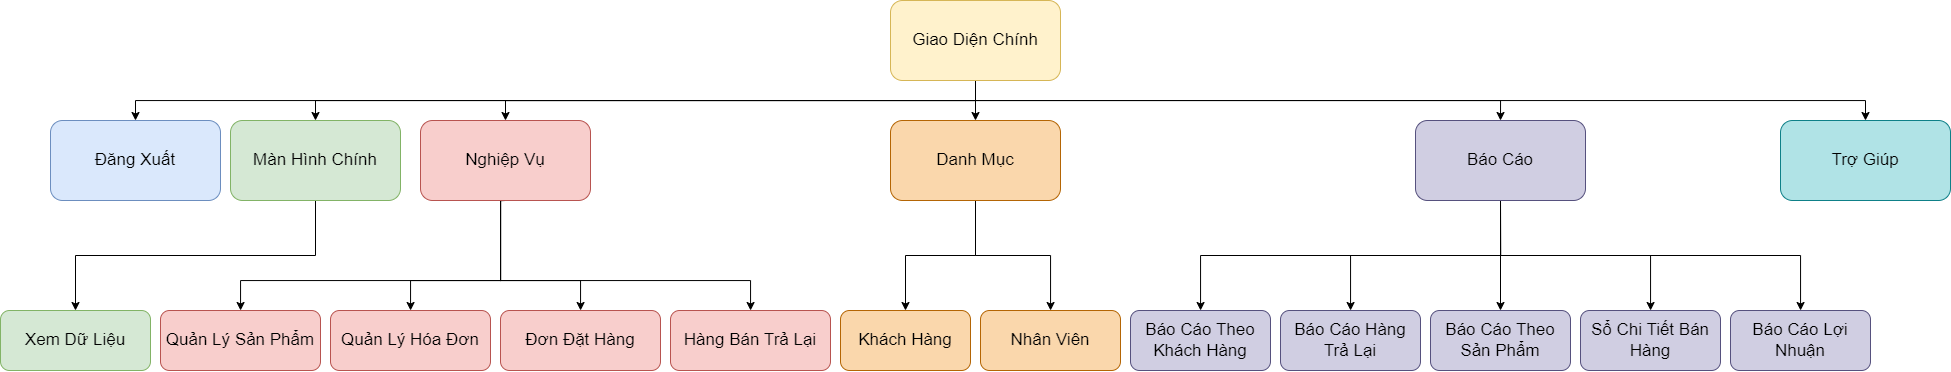 Giao Diện Chính
Đăng Xuất
Màn Hình Chính
Nghiệp Vụ
Danh Mục
Báo Cáo
Trợ Giúp
Xem Dữ Liệu
Quản Lý Sản Phẩm
Quản Lý Hóa Đơn
Đơn Đặt Hàng
Hàng Bán Trả Lại
Khách Hàng
Nhân Viên
Báo Cáo Theo
Khách Hàng
Báo Cáo Hàng
Trả Lại
Báo Cáo Theo
Sản Phẩm
Sổ Chi Tiết Bán
Hàng
Báo Cáo Lợi
Nhuận